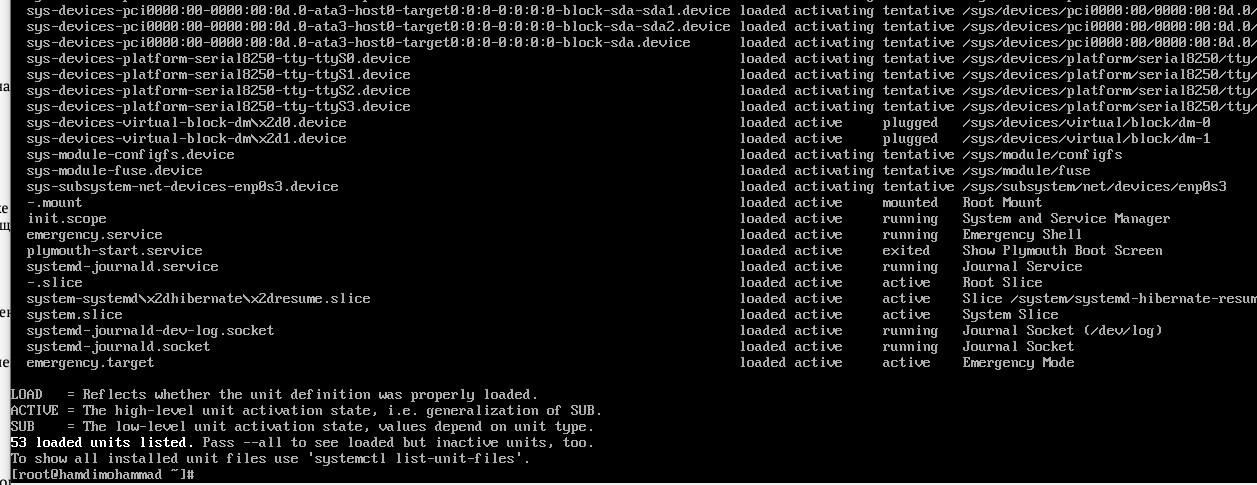 sys-devices-pci0000:00-0000:00:0d.0-ata3-host0-target0:0:0-0:0:0:0-block-sda-sda1.device loaded activating tentative /sys/devices/pci0000:00/0000:00:0d.0/
sys-devices-pci0000:00-0000:00:0d.0-ata3-host0-target0:0:0-0:0:0:0-block-sda-sda2.device loaded activating tentative /sys/devices/pci0000:00/0000:00:0d.0/
sys-devices-pci0000:00-0000:00:0d.0-ata3-host0-target0:0:0-0:0:0:0-block-sda.device loaded activating tentative /sys/devices/pci0000:00/0000:00:0d.0/
sys-devices-platform-serial8250-tty-ttyS0.device loaded activating tentative /sys/devices/platform/serial8250/tty/
sys-devices-platform-serial8250-tty-ttyS1.device loaded activating tentative /sys/devices/platform/serial8250/tty/
sys-devices-platform-serial8250-tty-ttyS2.device loaded activating tentative /sys/devices/platform/serial8250/tty/
sys-devices-platform-serial8250-tty-ttyS3.device loaded activating tentative /sys/devices/platform/serial8250/tty/
sys-devices-virtual-block-dm\x2d0.device loaded active plugged /sys/devices/virtual/block/dm-0
sys-devices-virtual-block-dm\x2d1.device loaded active plugged /sys/devices/virtual/block/dm-1
sys-module-configfs.device loaded activating tentative /sys/module/configfs
sys-module-fuse.device loaded activating tentative /sys/module/fuse
sys-subsystem-net-devices-enp0s3.device loaded activating tentative /sys/subsystem/net/devices/enp0s3
-.mount loaded active mounted Root Mount
init.scope loaded active running System and Service Manager
emergency.service loaded active running Emergency Shell
plymouth-start.service loaded active exited Show Plymouth Boot Screen
systemd-journald.service loaded active running Journal Service
-.slice loaded active active Root Slice
system-systemd\x2dhibernate\x2dresume.slice loaded active active Slice /system/systemd-hibernate-resum
system.slice loaded active active System Slice
systemd-journald-dev-log.socket loaded active running Journal Socket (/dev/log)
systemd-journald.socket loaded active running Journal Socket
emergency.target loaded active active Emergency Mode
LOAD = Reflects whether the unit definition was properly loaded.
ACTIVE = The high-level unit activation state, i.e. generalization of SUB.
SUB = The low-level unit activation state, values depend on unit type.
53 loaded units listed. Pass --all to see loaded but inactive units, too.
To show all installed unit files use 'systemctl list-unit-files'.
[root@hamdimohammad ~]#